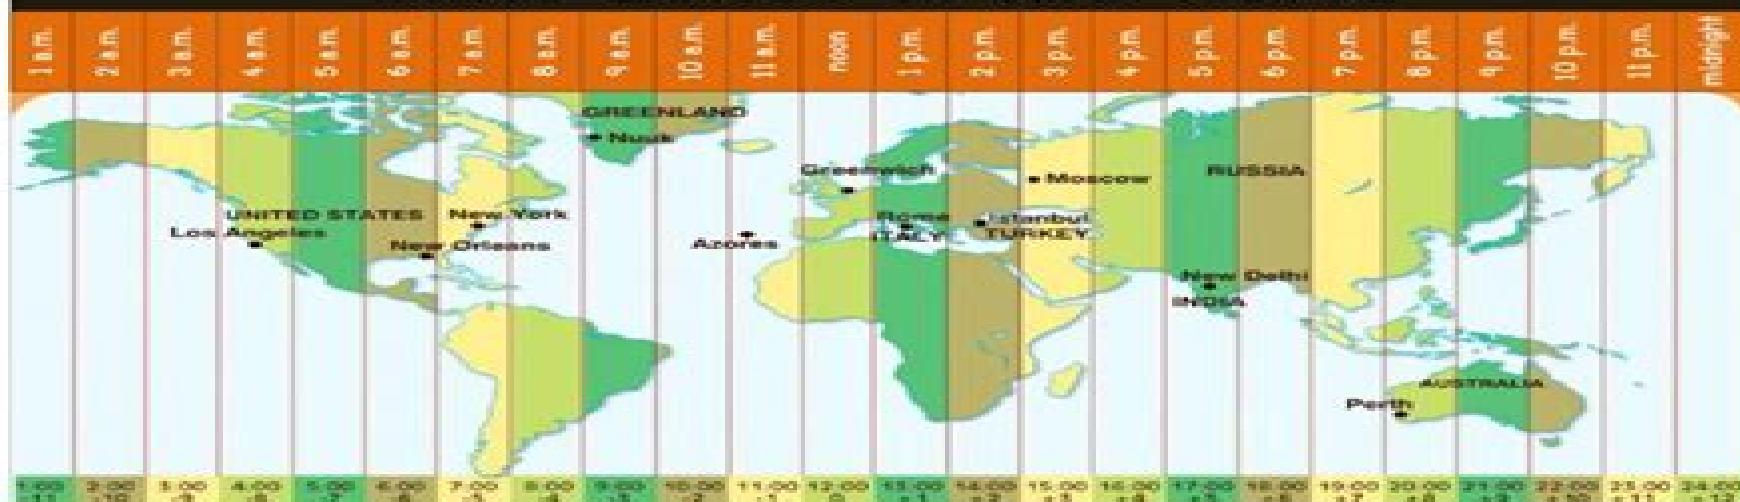 1 a.m. 2 a.m. 3 a.m. 4 a.m. 5 a.m. 6 a.m. 7 a.m. 8 a.m. 9 a.m. 10 a.m. 11 a.m. noon 1 p.m. 2 p.m. 3 p.m. 4 p.m. 5 p.m. 6 p.m. 7 p.m. 8 p.m. 9 p.m. 10 p.m. 11 p.m. midnight
GREENLAND
Nuuk
Greenwich
Moscow
RUSSIA
UNITED STATES
New York
Rome
Istanbul
Los Angeles
New Orleans
Azores
ITALY
TURKEY
New Delhi
INDIA
AUSTRALIA
Perth
1:00 2:00 3:00 4:00 5:00 6:00 7:00 8:00 9:00 10:00 11:00 12:00 13:00 14:00 15:00 16:00 17:00 18:00 19:00 20:00 21:00 22:00 23:00 24:00